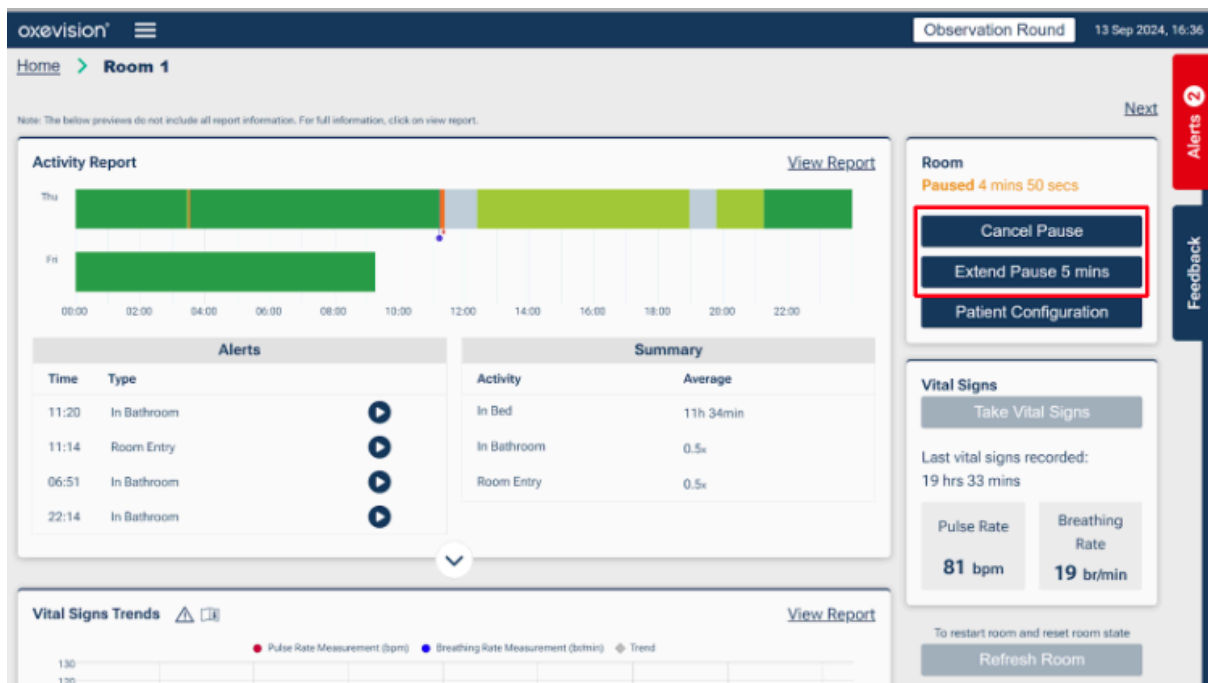 oxevision
Observation Round
13 Sep 2024, 16:36
Home > Room 1
Next
Note: The below previews do not include all report information. For full information, click on view report.
Alerts 2
Feedback
Activity Report
View Report
Thu
Fri
00:00 02:00 04:00 06:00 08:00 10:00 12:00 14:00 16:00 18:00 20:00 22:00
Alerts
Time Type
11:20 In Bathroom
11:14 Room Entry
06:51 In Bathroom
22:14 In Bathroom
Summary
Activity Average
In Bed 11h 34min
In Bathroom 0.5x
Room Entry 0.5x
Room
Paused 4 mins 50 secs
Cancel Pause
Extend Pause 5 mins
Patient Configuration
Vital Signs
Take Vital Signs
Last vital signs recorded:
19 hrs 33 mins
Pulse Rate
81 bpm
Breathing
Rate
19 br/min
To restart room and reset room state
Refresh Room
Vital Signs Trends
View Report
Pulse Rate Measurement (bpm) Breathing Rate Measurement (br/min) Trend
130
120